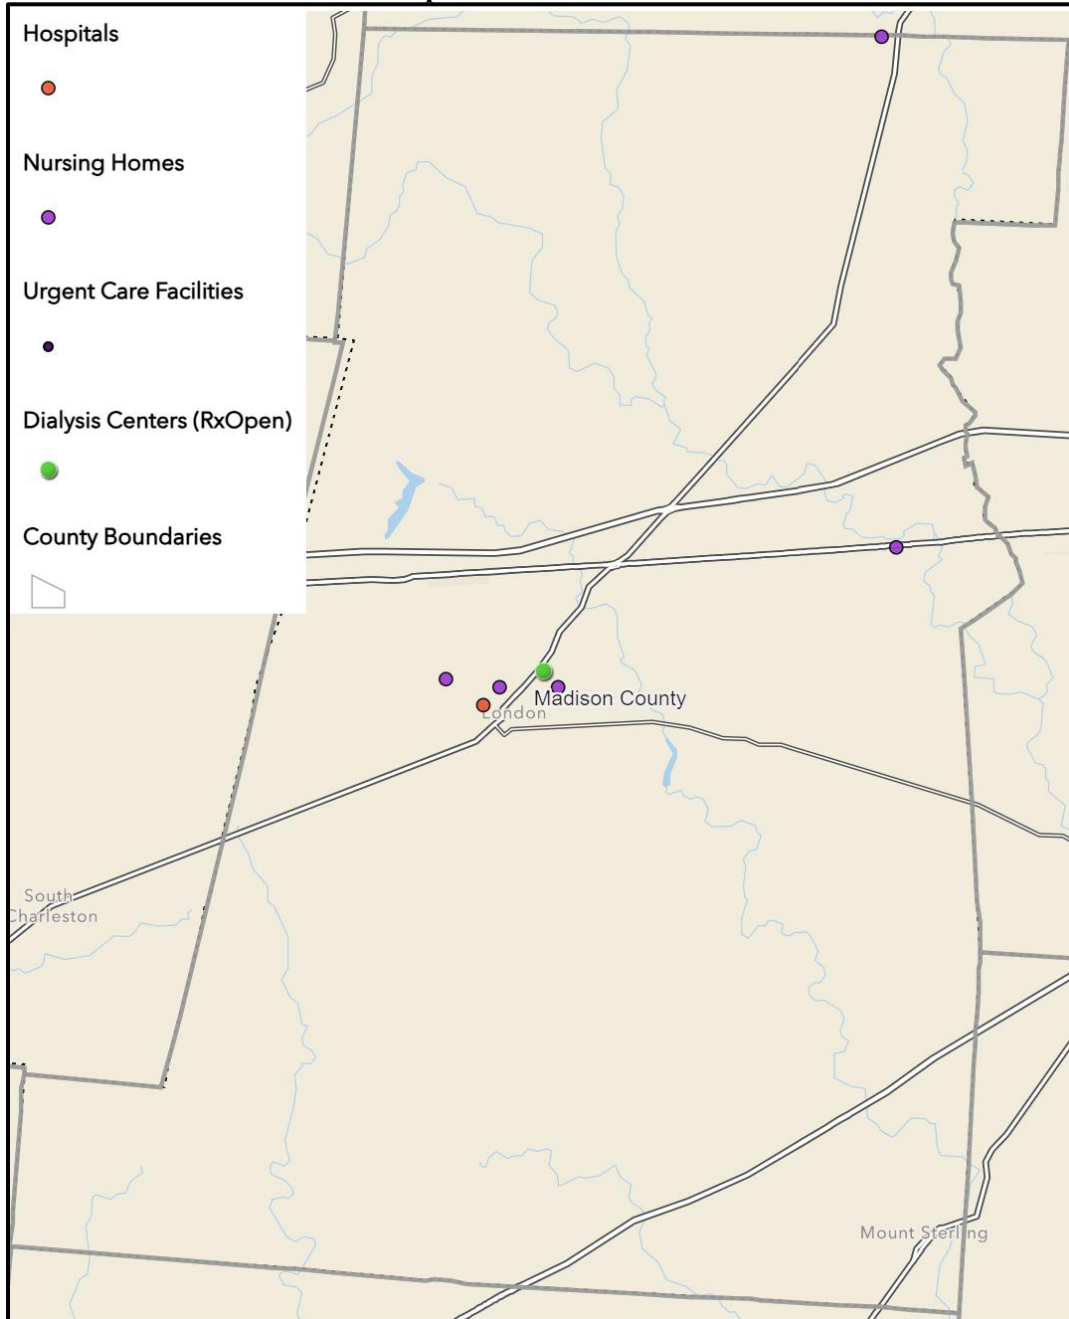 Hospitals
Nursing Homes
Urgent Care Facilities
Dialysis Centers (RxOpen)
County Boundaries
Madison County
London
South
Charleston
Mount Sterling